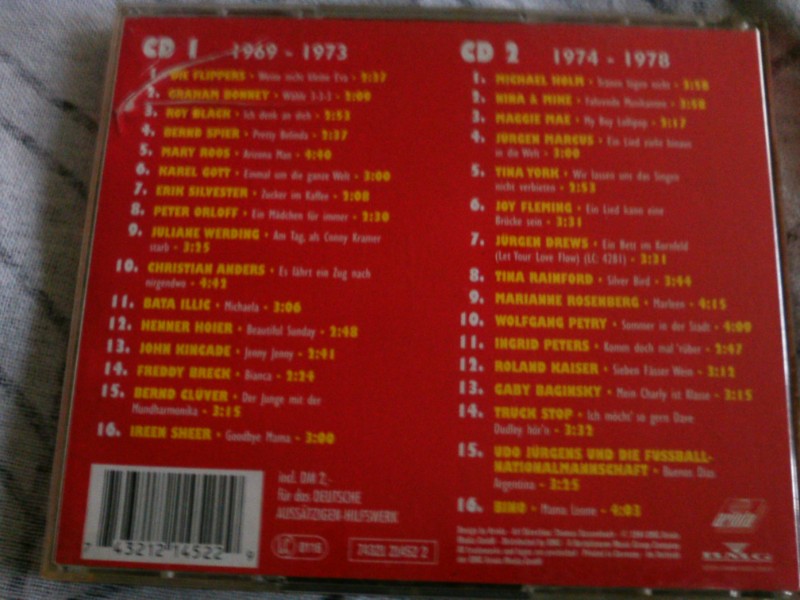 CD 1 1969 - 1973
1. DIE FLIPPERS • Weine nicht kleine Eva - 2:37
2. GRAHAM BONNEY • Wähle 3-3-3 - 3:00
3. ROY BLACK • Ich denk an dich - 2:53
4. BERND SPIER • Pretty Belinda - 2:37
5. MARY ROOS • Arizona Man - 4:40
6. KAREL GOTT • Einmal um die ganze Welt - 3:00
7. ERIK SILVESTER • Zucker im Kaffee - 2:08
8. PETER ORLOFF • Ein Mädchen für immer - 2:30
9. JULIANE WERDING • Am Tag, als Conny Kramer
starb - 3:25
10. CHRISTIAN ANDERS • Es fährt ein Zug nach
nirgendwo - 4:42
11. BATA ILLIC • Michaela - 3:06
12. HENNER HOIER • Beautiful Sunday - 2:48
13. JOHN KINCADE • Jenny Jenny - 2:41
14. FREDDY BRECK • Bianca - 2:24
15. BERND CLÜVER • Der Junge mit der
Mundharmonika - 3:15
16. IREEN SHEER • Goodbye Mama - 3:00
CD 2 1974 - 1978
1. MICHAEL HOLM • Tränen lügen nicht - 3:58
2. NINA & MIKE • Fahrende Musikanten - 3:58
3. MAGGIE MAE • My Boy Lollipop - 2:17
4. JÜRGEN MARCUS • Ein Lied zieht hinaus
in die Welt - 3:00
5. TINA YORK • Wir lassen uns das Singen
nicht verbieten - 2:53
6. JOY FLEMING • Ein Lied kann eine
Brücke sein - 3:31
7. JÜRGEN DREWS • Ein Bett im Kornfeld
(Let Your Love Flow) (LC: 4281) - 3:31
8. TINA RAINFORD • Silver Bird - 3:44
9. MARIANNE ROSENBERG • Marleen - 4:15
10. WOLFGANG PETRY • Sommer in der Stadt - 4:00
11. INGRID PETERS • Komm doch mal 'rüber - 2:47
12. ROLAND KAISER • Sieben Fässer Wein - 3:12
13. GABY BAGINSKY • Mein Charly ist Klasse - 3:15
14. TRUCK STOP • Ich möcht' so gern Dave
Dudley hör'n - 3:32
15. UDO JÜRGENS UND DIE FUSSBALL-
NATIONALMANNSCHAFT • Buenos Dias
Argentina - 3:25
16. BINO • Mama Leone - 4:03
incl. DM 2,-
für das DEUTSCHE
AUSSÄTZIGEN-HILFSWERK
7 43212 14522 9
LC 8116
74321 21452 2
ariola
BMG